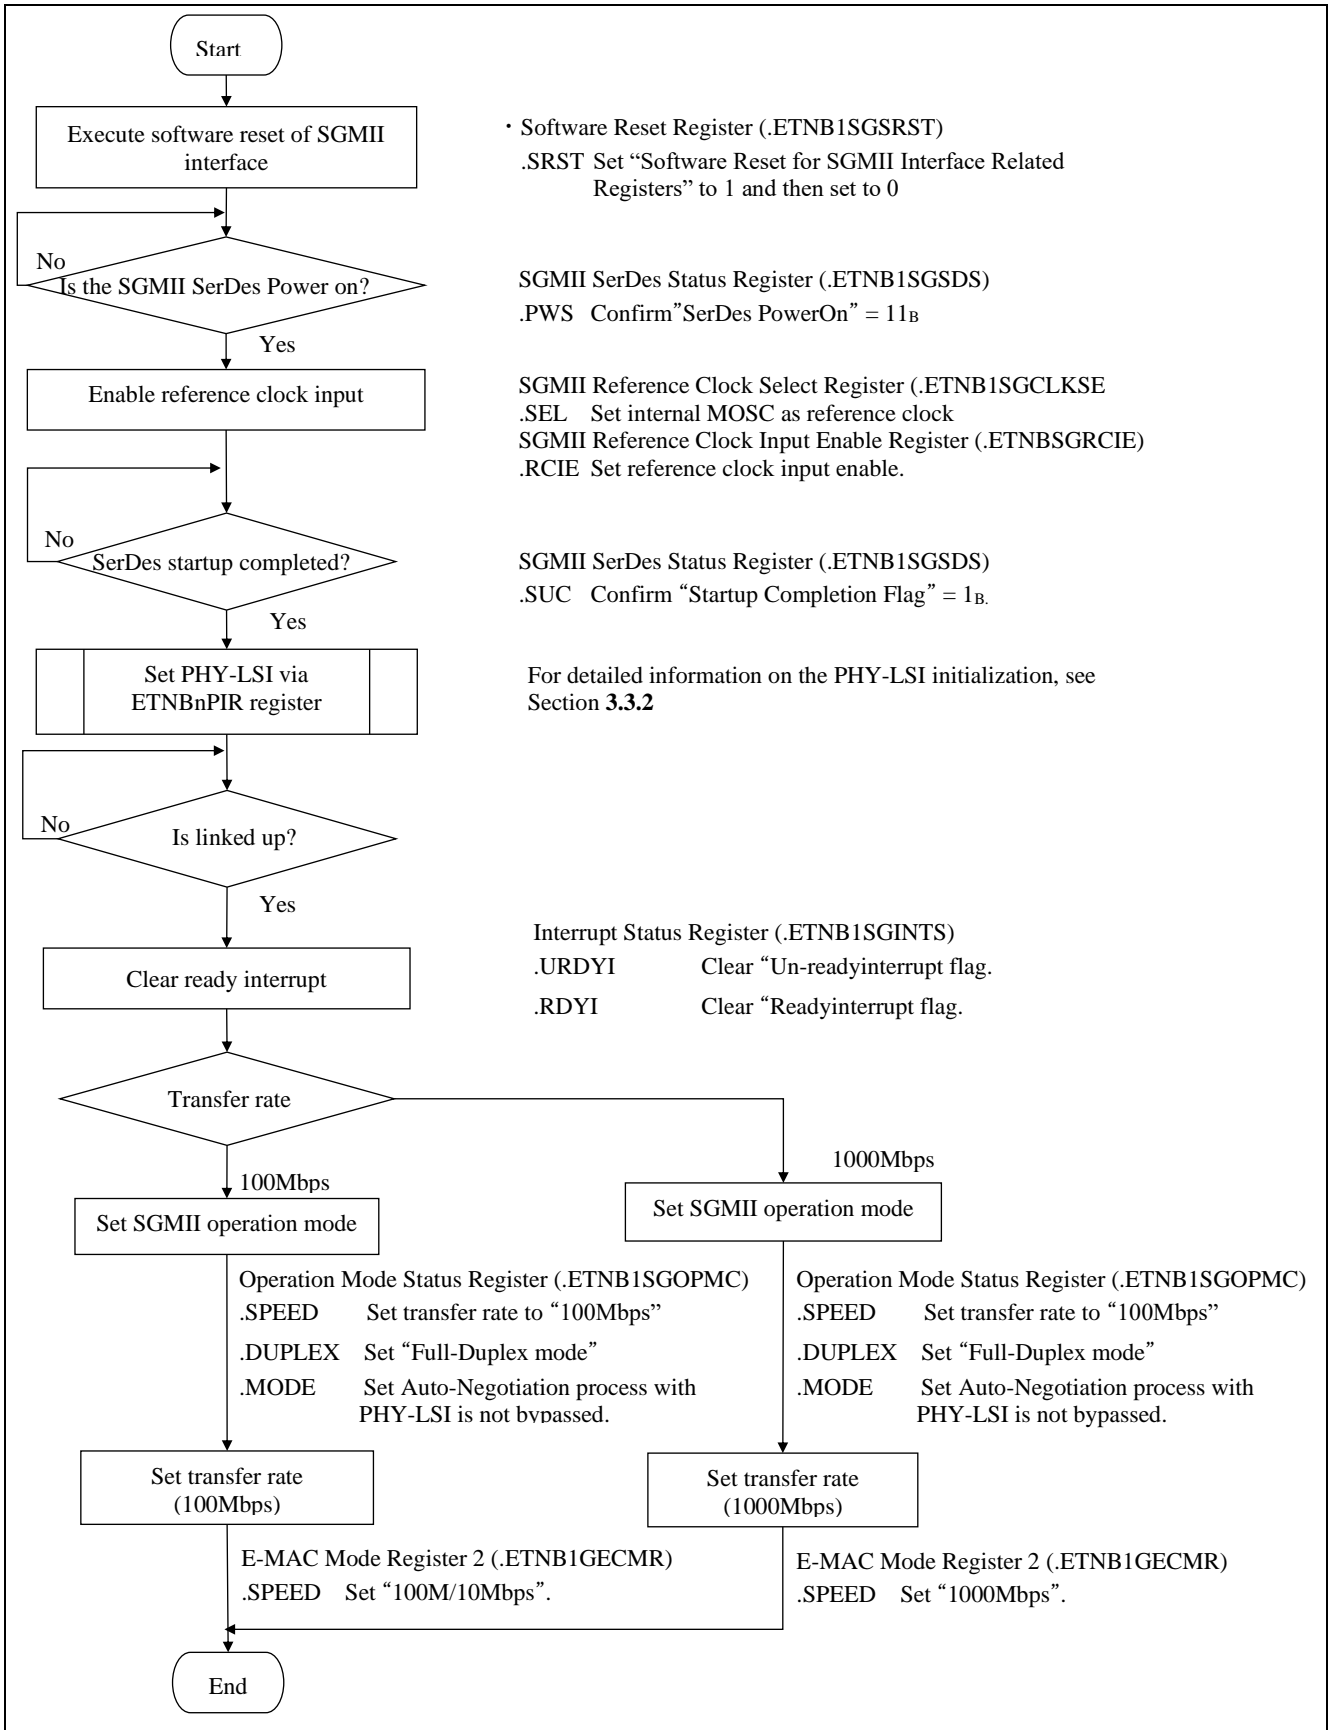 Start
Execute software reset of SGMII
interface
・Software Reset Register (.ETNB1SGSRST)
.SRST Set “Software Reset for SGMII Interface Related
Registers” to 1 and then set to 0
No
Is the SGMII SerDes Power on?
SGMII SerDes Status Register (.ETNB1SGSDS)
.PWS Confirm”SerDes PowerOn” = 11B
Yes
Enable reference clock input
SGMII Reference Clock Select Register (.ETNB1SGCLKSE
.SEL Set internal MOSC as reference clock
SGMII Reference Clock Input Enable Register (.ETNBSGRCIE)
.RCIE Set reference clock input enable.
No
SerDes startup completed?
SGMII SerDes Status Register (.ETNB1SGSDS)
.SUC Confirm “Startup Completion Flag” = 1B.
Yes
Set PHY-LSI via
ETNBnPIR register
For detailed information on the PHY-LSI initialization, see
Section 3.3.2
No
Is linked up?
Yes
Clear ready interrupt
Interrupt Status Register (.ETNB1SGINTS)
.URDYI Clear “Un-readyinterrupt flag.
.RDYI Clear “Readyinterrupt flag.
Transfer rate
100Mbps
1000Mbps
Set SGMII operation mode
Set SGMII operation mode
Operation Mode Status Register (.ETNB1SGOPMC)
.SPEED Set transfer rate to “100Mbps”
.DUPLEX Set “Full-Duplex mode”
.MODE Set Auto-Negotiation process with
PHY-LSI is not bypassed.
Operation Mode Status Register (.ETNB1SGOPMC)
.SPEED Set transfer rate to “100Mbps”
.DUPLEX Set “Full-Duplex mode”
.MODE Set Auto-Negotiation process with
PHY-LSI is not bypassed.
Set transfer rate
(100Mbps)
Set transfer rate
(1000Mbps)
E-MAC Mode Register 2 (.ETNB1GECMR)
.SPEED Set “100M/10Mbps”.
E-MAC Mode Register 2 (.ETNB1GECMR)
.SPEED Set “1000Mbps”.
End